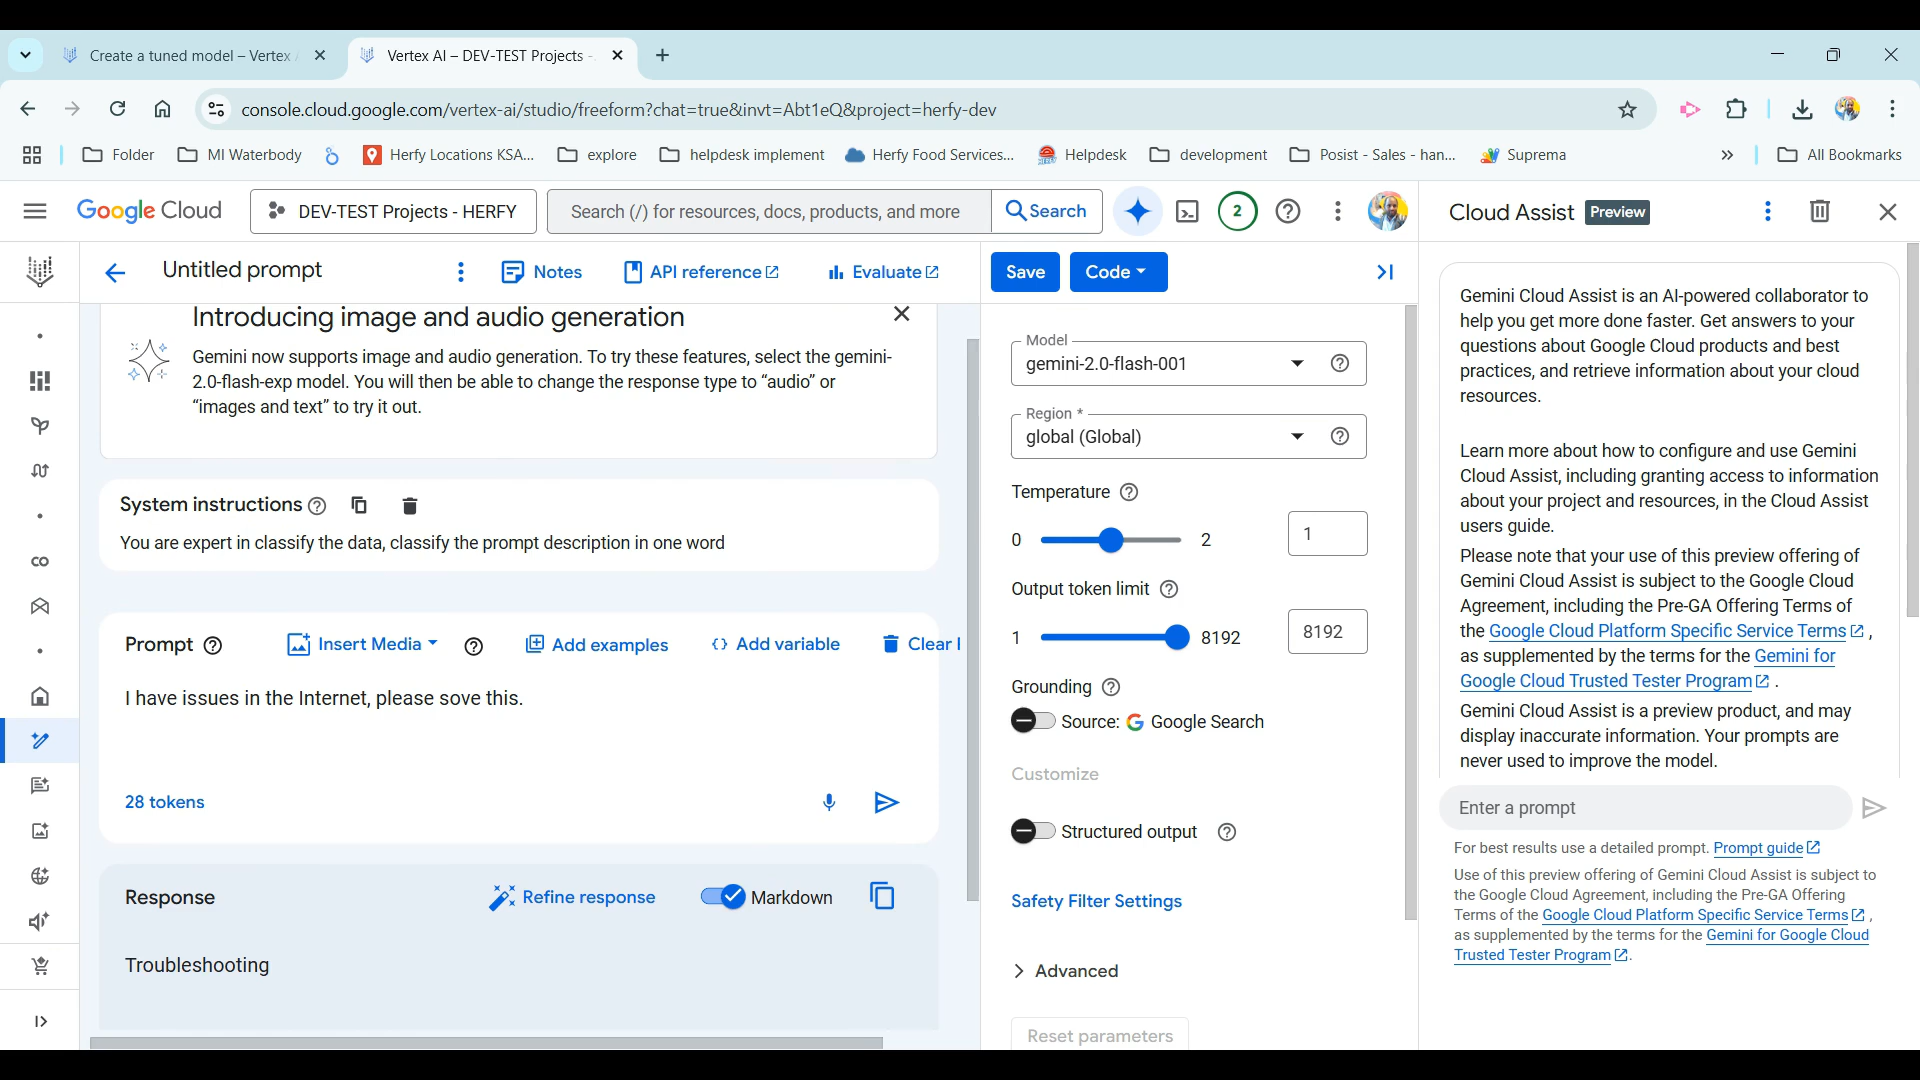 Create a tuned model – Vertex
Vertex AI – DEV-TEST Projects -
console.cloud.google.com/vertex-ai/studio/freeform?chat=true&invt=Abt1eQ&project=herfy-dev
Folder
MI Waterbody
Herfy Locations KSA...
explore
helpdesk implement
Herfy Food Services...
Helpdesk
development
Posist - Sales - han...
Suprema
All Bookmarks
Google Cloud
DEV-TEST Projects - HERFY
Search (/) for resources, docs, products, and more
Search
2
Cloud Assist Preview
Untitled prompt
Notes
API reference
Evaluate
Save
Code
Introducing image and audio generation
Gemini now supports image and audio generation. To try these features, select the gemini-
2.0-flash-exp model. You will then be able to change the response type to “audio” or
“images and text” to try it out.
System instructions
You are expert in classify the data, classify the prompt description in one word
Prompt
Insert Media
Add examples
Add variable
Clear
I have issues in the Internet, please sove this.
28 tokens
Response
Refine response
Markdown
Troubleshooting
Model
gemini-2.0-flash-001
Region *
global (Global)
Temperature
0
2
1
Output token limit
1
8192
8192
Grounding
Source: G Google Search
Customize
Structured output
Safety Filter Settings
Advanced
Reset parameters
Gemini Cloud Assist is an AI-powered collaborator to
help you get more done faster. Get answers to your
questions about Google Cloud products and best
practices, and retrieve information about your cloud
resources.
Learn more about how to configure and use Gemini
Cloud Assist, including granting access to information
about your project and resources, in the Cloud Assist
users guide.
Please note that your use of this preview offering of
Gemini Cloud Assist is subject to the Google Cloud
Agreement, including the Pre-GA Offering Terms of
the Google Cloud Platform Specific Service Terms ,
as supplemented by the terms for the Gemini for
Google Cloud Trusted Tester Program .
Gemini Cloud Assist is a preview product, and may
display inaccurate information. Your prompts are
never used to improve the model.
Enter a prompt
For best results use a detailed prompt. Prompt guide
Use of this preview offering of Gemini Cloud Assist is subject to
the Google Cloud Agreement, including the Pre-GA Offering
Terms of the Google Cloud Platform Specific Service Terms ,
as supplemented by the terms for the Gemini for Google Cloud
Trusted Tester Program .